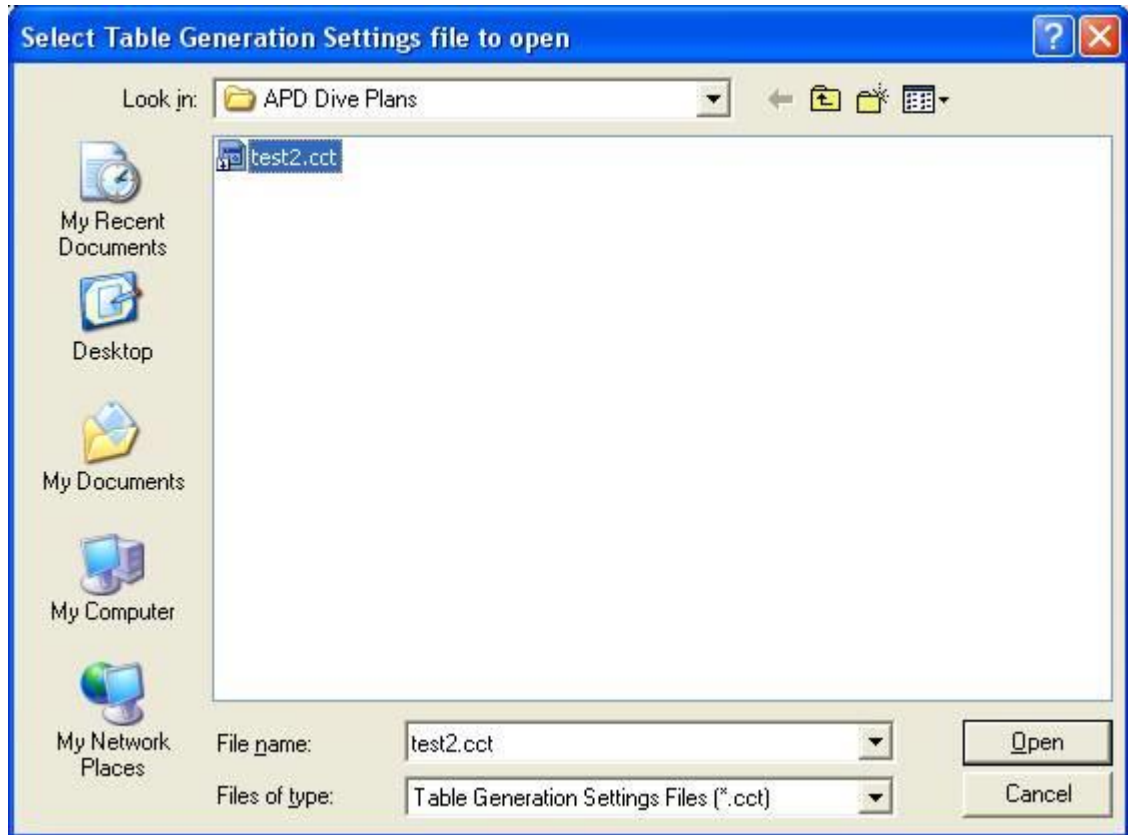 Select Table Generation Settings file to open
Look in:
APD Dive Plans
test2.cct
My Recent
Documents
Desktop
My Documents
My Computer
My Network
Places
File name:
test2.cct
Open
Files of type:
Table Generation Settings Files (*.cct)
Cancel